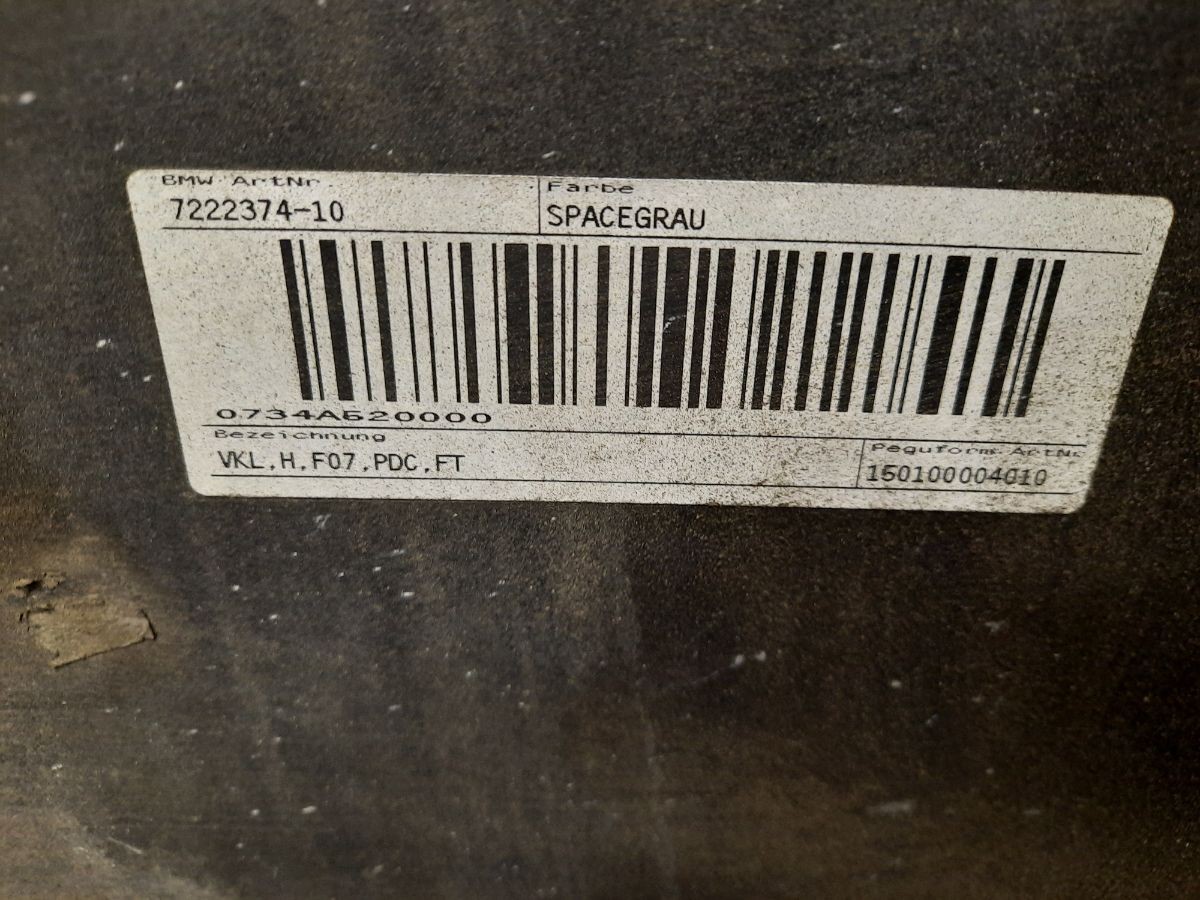 BMW ArtNr.
Farbe
7222374-10
SPACEGRAU
0734A520000
Bezeichnung
Peguform ArtNr
VKL.H.F07.PDC.FT
150100004010